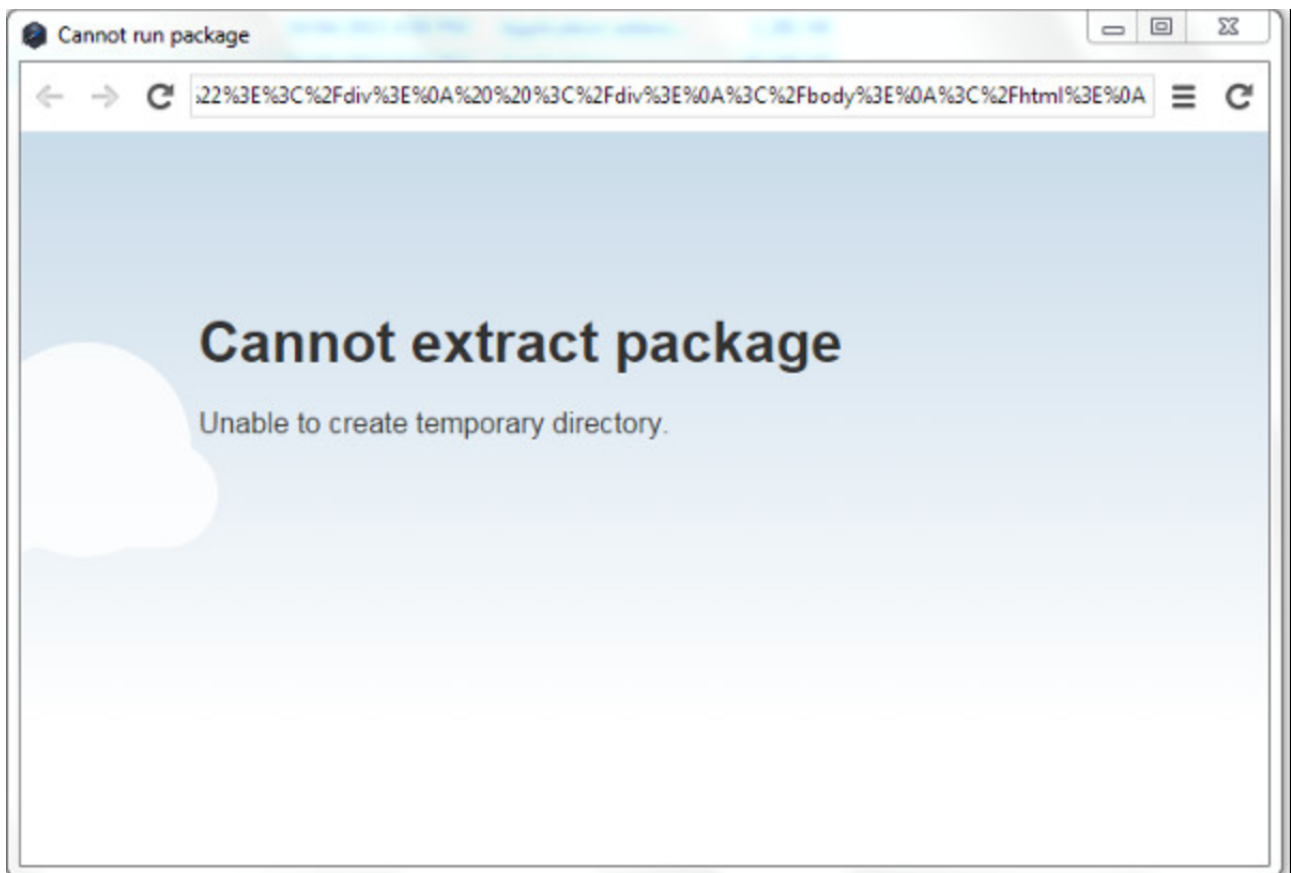 Cannot run package
22%3E%3C%2Fdiv%3E%0A%20%20%3C%2Fdiv%3E%0A%3C%2Fbody%3E%0A%3C%2Fhtml%3E%0A
Cannot extract package
Unable to create temporary directory.